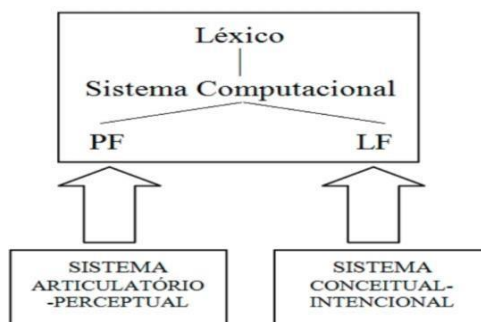 Léxico
Sistema Computacional
PF
LF
SISTEMA
ARTICULATÓRIO
-PERCEPTUAL
SISTEMA
CONCEITUAL-
INTENCIONAL